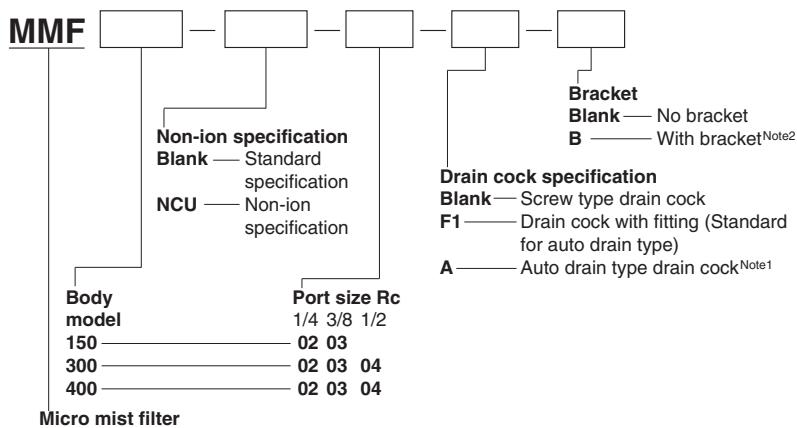 MMF — — — —
Bracket
Blank — No bracket
B — With bracketNote2
Non-ion specification
Blank — Standard
specification
NCU — Non-ion
specification
Drain cock specification
Blank — Screw type drain cock
F1 — Drain cock with fitting (Standard
for auto drain type)
A — Auto drain type drain cockNote1
Body
model
Port size Rc
1/4 3/8 1/2
150 — 02 03
300 — 02 03 04
400 — 02 03 04
Micro mist filter